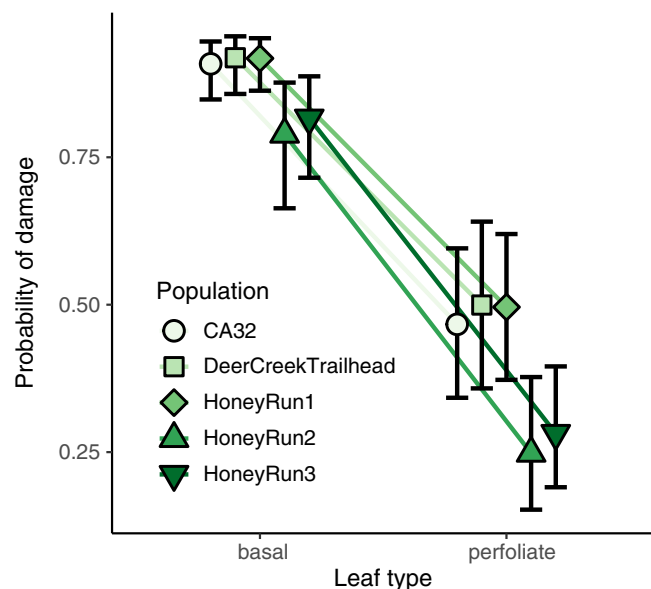 Probability of damage
0.75
0.50
0.25
Population
CA32
DeerCreekTrailhead
HoneyRun1
HoneyRun2
HoneyRun3
basal
perfoliate
Leaf type